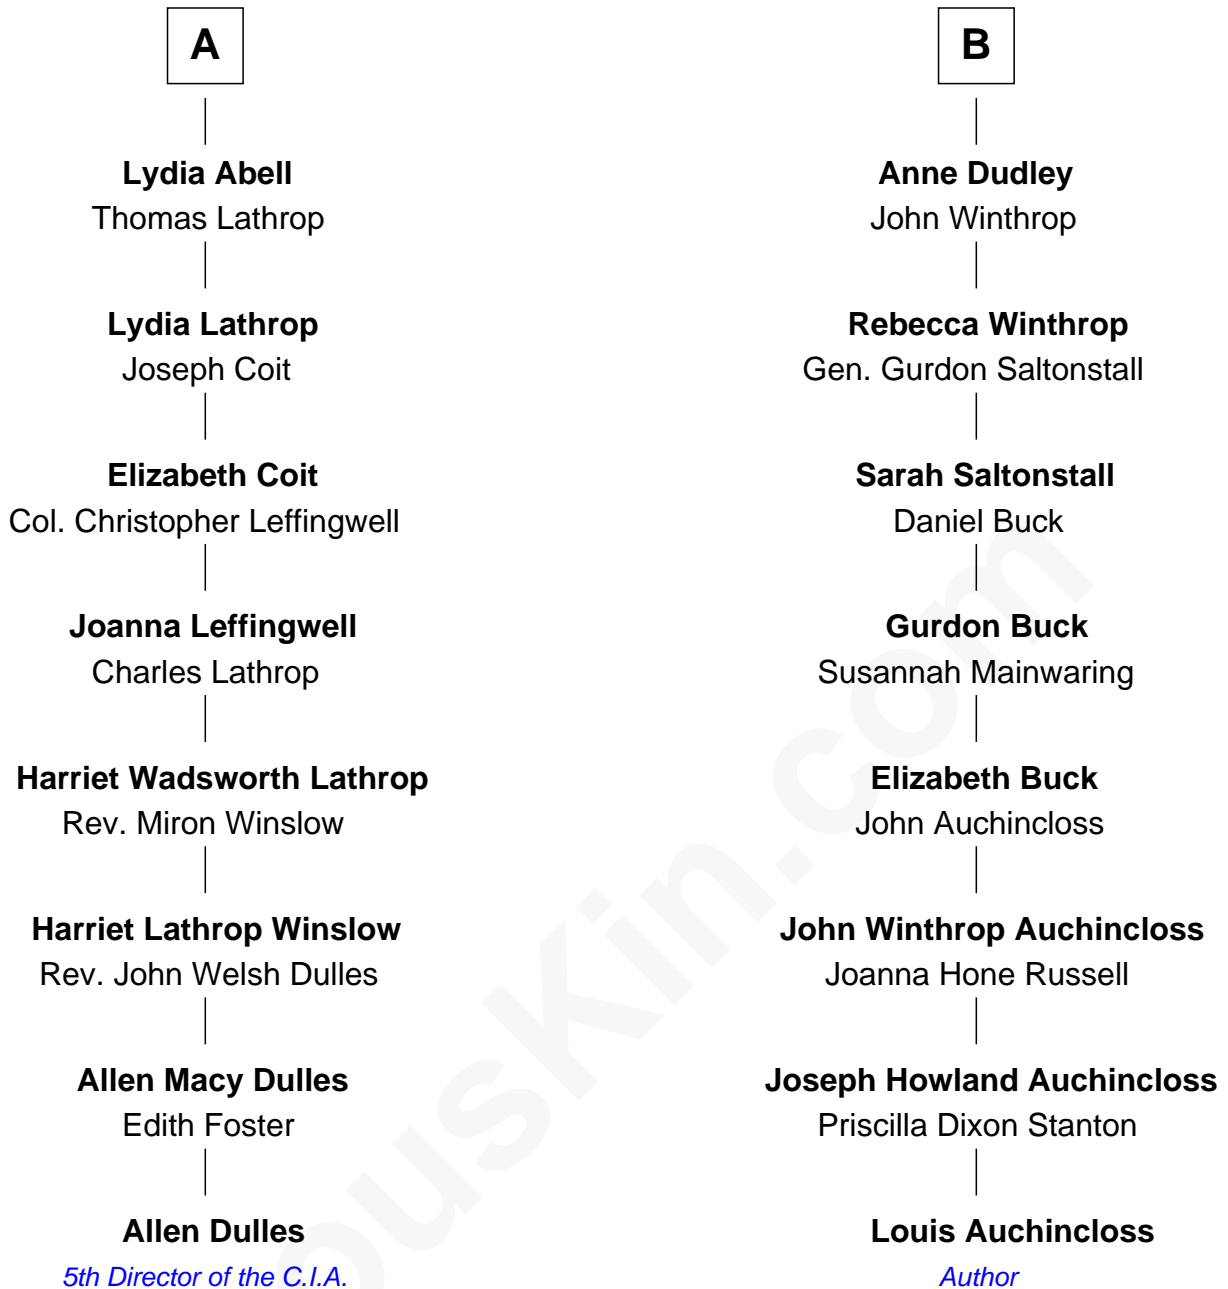 A
Lydia Abell
Thomas Lathrop
Lydia Lathrop
Joseph Coit
Elizabeth Coit
Col. Christopher Leffingwell
Joanna Leffingwell
Charles Lathrop
Harriet Wadsworth Lathrop
Rev. Miron Winslow
Harriet Lathrop Winslow
Rev. John Welsh Dulles
Allen Macy Dulles
Edith Foster
Allen Dulles
5th Director of the C.I.A.
B
Anne Dudley
John Winthrop
Rebecca Winthrop
Gen. Gurdon Saltonstall
Sarah Saltonstall
Daniel Buck
Gurdon Buck
Susannah Mainwaring
Elizabeth Buck
John Auchincloss
John Winthrop Auchincloss
Joanna Hone Russell
Joseph Howland Auchincloss
Priscilla Dixon Stanton
Louis Auchincloss
Author
ousKin.com